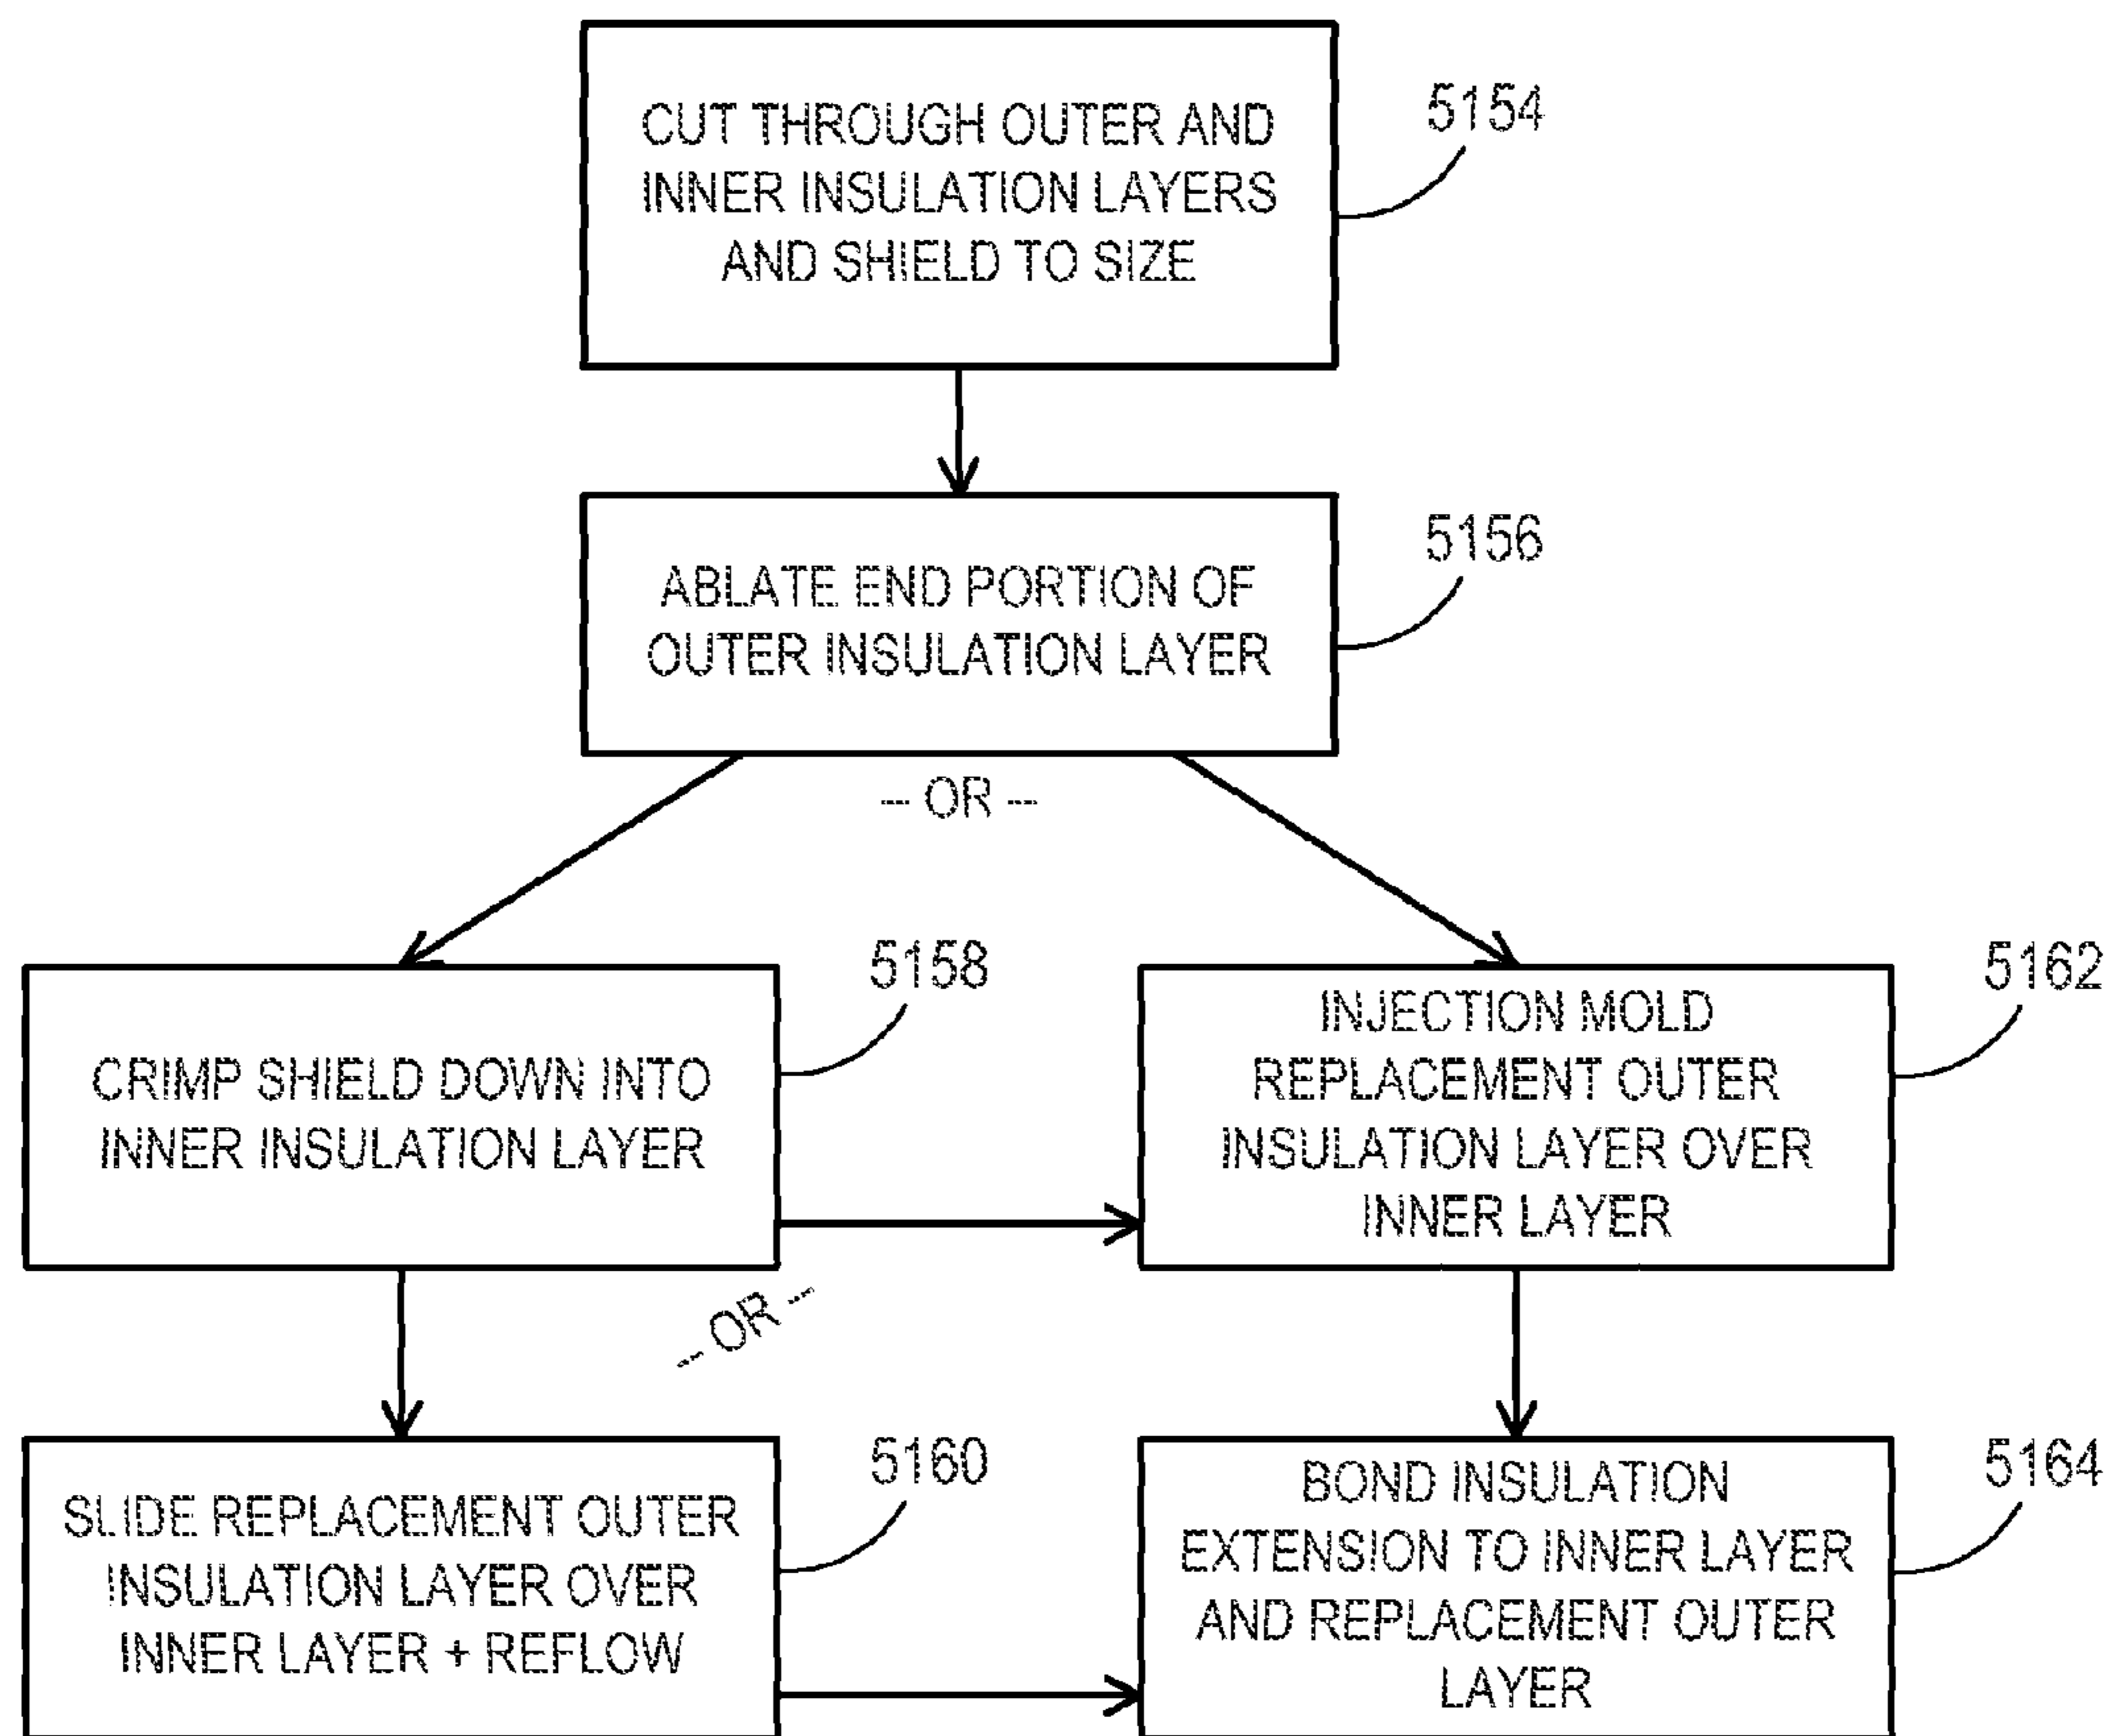 CUT THROUGH OUTER AND
INNER INSULATION LAYERS
AND SHIELD TO SIZE
5154
ABLATE END PORTION OF
OUTER INSULATION LAYER
5156
-- OR --
CRIMP SHIELD DOWN INTO
INNER INSULATION LAYER
5158
INJECTION MOLD
REPLACEMENT OUTER
INSULATION LAYER OVER
INNER LAYER
5162
-- OR --
SLIDE REPLACEMENT OUTER
INSULATION LAYER OVER
INNER LAYER + REFLOW
5160
BOND INSULATION
EXTENSION TO INNER LAYER
AND REPLACEMENT OUTER
LAYER
5164